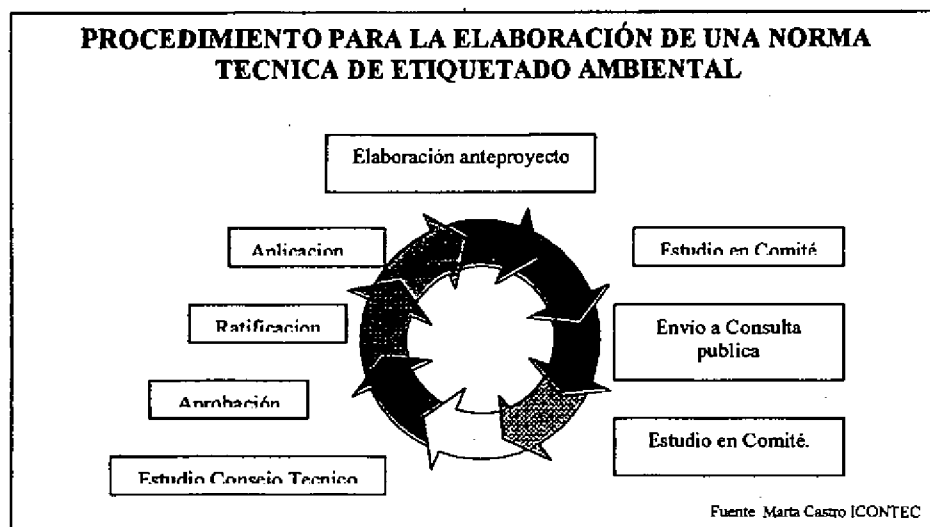 PROCEDIMIENTO PARA LA ELABORACIÓN DE UNA NORMA
TECNICA DE ETIQUETADO AMBIENTAL
Elaboración anteproyecto
Aplicacion
Estudio en Comité
Ratificacion
Envio a Consulta
publica
Aprobación
Estudio en Comité.
Estudio Consejo Tecnico
Fuente Marta Castro ICONTEC